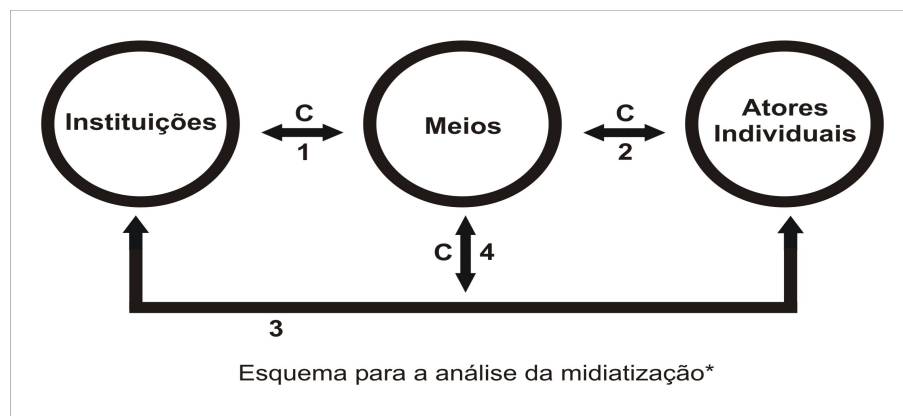 Instituições
C
1
Meios
C
2
Atores
Individuais
C 4
3
Esquema para a análise da midiatização*